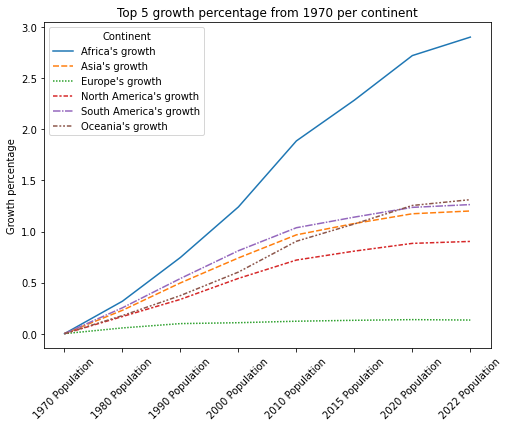 Top 5 growth percentage from 1970 per continent
Growth percentage
3.0
2.5
2.0
1.5
1.0
0.5
0.0
Continent
Africa's growth
Asia's growth
Europe's growth
North America's growth
South America's growth
Oceania's growth
1970 Population
1980 Population
1990 Population
2000 Population
2010 Population
2015 Population
2020 Population
2022 Population